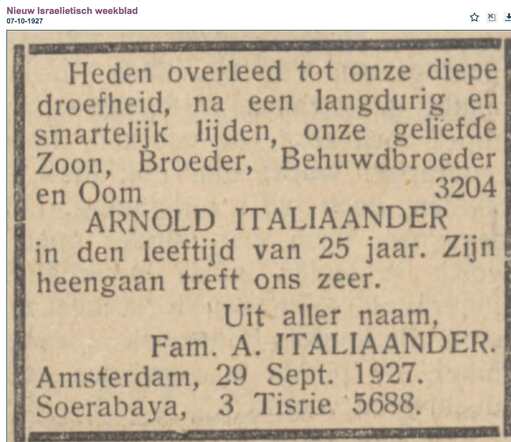 Nieuw Israelietisch weekblad
07-10-1927
Heden overleed tot onze diepe
droefheid, na een langdurig en
smartelijk lijden, onze geliefde
Zoon, Broeder, Behuwdbroeder
en Oom 3204
ARNOLD ITALIAANDER
in den leeftijd van 25 jaar. Zijn
heengaan treft ons zeer.
Uit aller naam,
Fam. A. ITALIAANDER.
Amsterdam, 29 Sept. 1927.
Soerabaya, 3 Tisrie 5688.